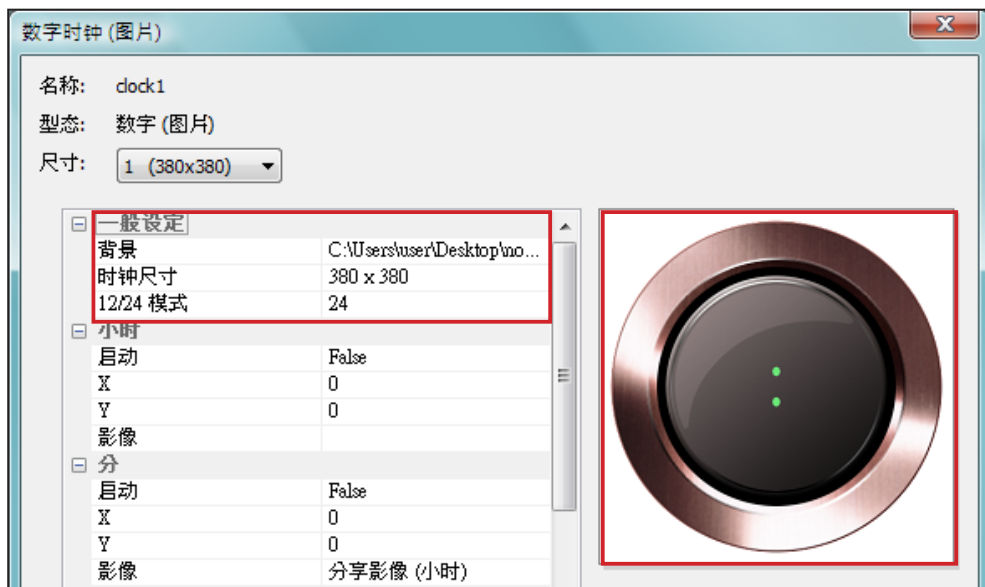 数字时钟 (图片)
名称: clock1
型态: 数字 (图片)
尺寸: 1 (380x380)
一般设定
背景 C:\Users\user\Desktop\no...
时钟尺寸 380 x 380
12/24 模式 24
小时
启动 False
X 0
Y 0
影像
分
启动 False
X 0
Y 0
影像 分享影像 (小时)